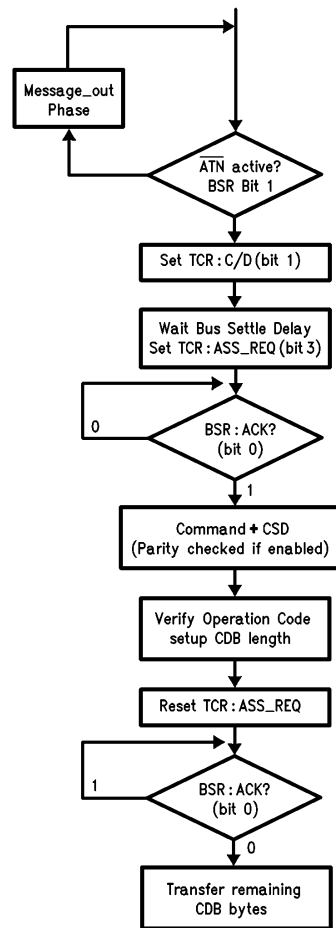 Message_out
Phase
ATN active?
BSR Bit 1
Set TCR:C/D(bit 1)
Wait Bus Settle Delay
Set TCR:ASS_REQ(bit3)
BSR:ACK?
(bit 0)
0
1
Command+CSD
(Parity checked if enabled)
Verify Operation Code
setup CDB length
Reset TCR:ASS_REQ
BSR:ACK?
(bit 0)
1
0
Transfer remaining
CDB bytes